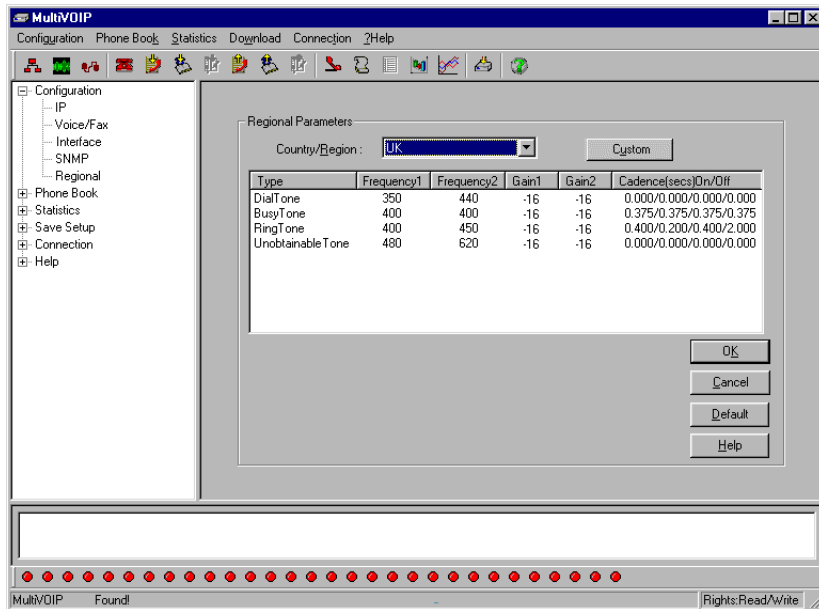 MultiVOIP
Configuration Phone Book Statistics Download Connection ?Help
Configuration
IP
Voice/Fax
Interface
SNMP
Regional
Phone Book
Statistics
Save Setup
Connection
Help
Regional Parameters
Country/Region : UK Custom
Type Frequency1 Frequency2 Gain1 Gain2 Cadence(secs)On/Off
DialTone 350 440 -16 -16 0.000/0.000/0.000/0.000
BusyTone 400 400 -16 -16 0.375/0.375/0.375/0.375
RingTone 400 450 -16 -16 0.400/0.200/0.400/2.000
UnobtainableTone 480 620 -16 -16 0.000/0.000/0.000/0.000
OK
Cancel
Default
Help
MultiVOIP Found! Rights:Read/Write